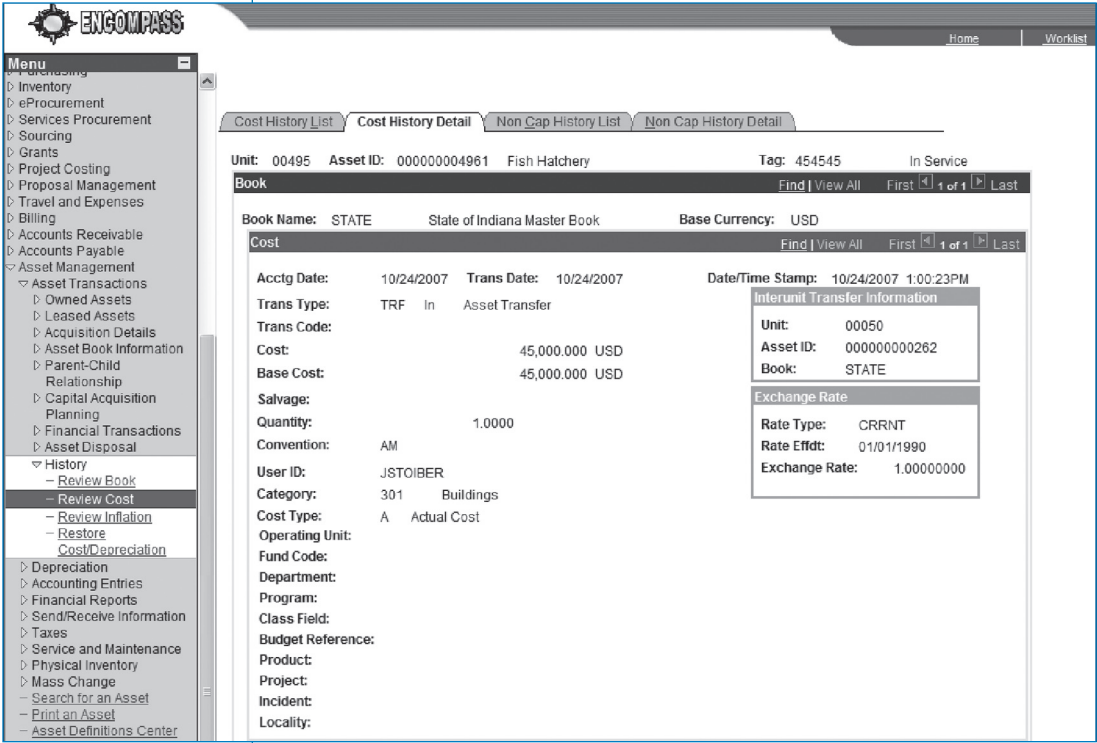 ENCOMPASS
Home Worklist
Menu
Purchasing
Inventory
eProcurement
Services Procurement
Sourcing
Grants
Project Costing
Proposal Management
Travel and Expenses
Billing
Accounts Receivable
Accounts Payable
Asset Management
Asset Transactions
Owned Assets
Leased Assets
Acquisition Details
Asset Book Information
Parent-Child
Relationship
Capital Acquisition
Planning
Financial Transactions
Asset Disposal
History
Review Book
Review Cost
Review Inflation
Restore
Cost/Depreciation
Depreciation
Accounting Entries
Financial Reports
Send/Receive Information
Taxes
Service and Maintenance
Physical Inventory
Mass Change
Search for an Asset
Print an Asset
Asset Definitions Center
Cost History List Cost History Detail Non Cap History List Non Cap History Detail
Unit: 00495 Asset ID: 000000004961 Fish Hatchery Tag: 454545 In Service
Book Find | View All First 1 of 1 Last
Book Name: STATE State of Indiana Master Book Base Currency: USD
Cost Find | View All First 1 of 1 Last
Acctg Date: 10/24/2007 Trans Date: 10/24/2007 Date/Time Stamp: 10/24/2007 1:00:23PM
Trans Type: TRF In Asset Transfer
Trans Code:
Cost: 45,000.000 USD
Base Cost: 45,000.000 USD
Salvage:
Quantity: 1.0000
Convention: AM
User ID: JSTOIBER
Category: 301 Buildings
Cost Type: A Actual Cost
Operating Unit:
Fund Code:
Department:
Program:
Class Field:
Budget Reference:
Product:
Project:
Incident:
Locality:
Interunit Transfer Information
Unit: 00050
Asset ID: 000000000262
Book: STATE
Exchange Rate
Rate Type: CRRNT
Rate Effdt: 01/01/1990
Exchange Rate: 1.00000000